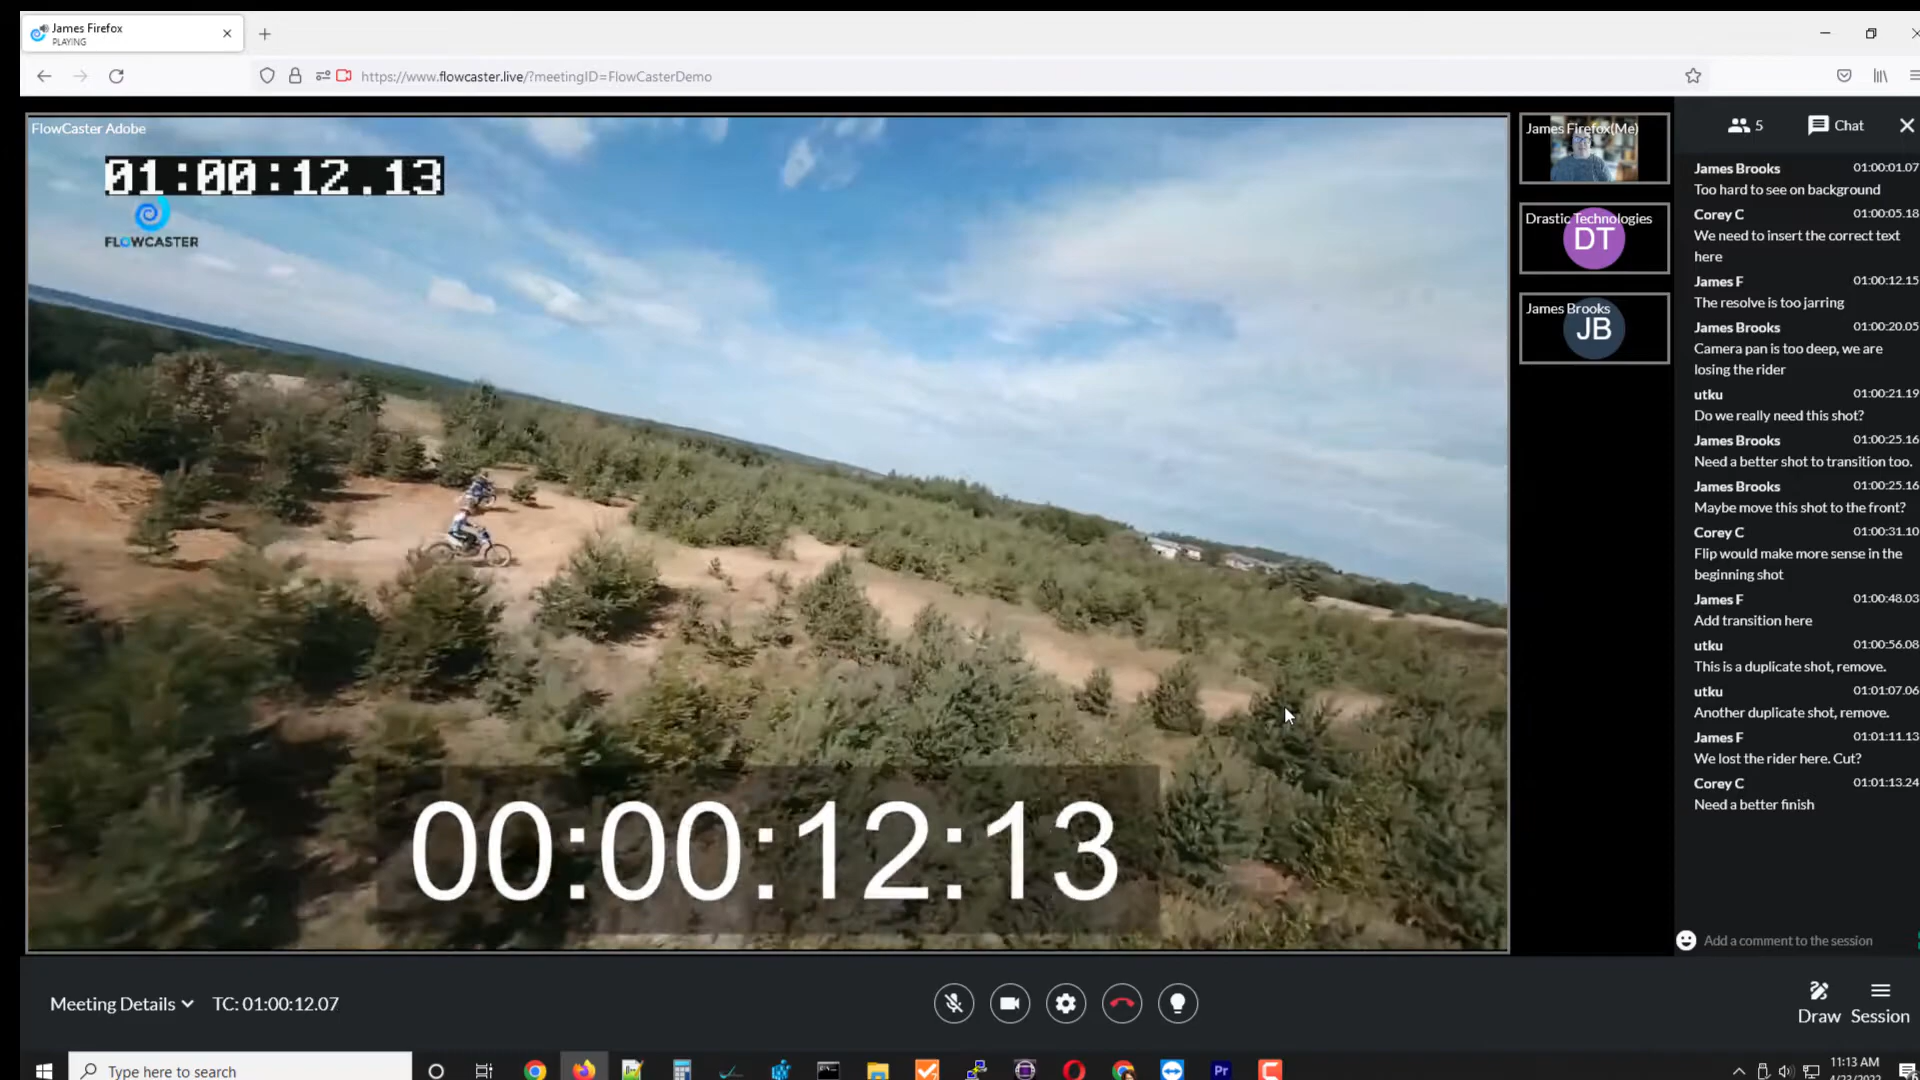 James Firefox
PLAYING
https://www.flowcaster.live/?meetingID=FlowCasterDemo
FlowCaster Adobe
01:00:12.13
FLOWCASTER
00:00:12:13
James Firefox(Me)
Drastic Technologies
DT
James Brooks
JB
5
Chat
James Brooks 01:00:01.07
Too hard to see on background
Corey C 01:00:05.18
We need to insert the correct text
here
James F 01:00:12.15
The resolve is too jarring
James Brooks 01:00:20.05
Camera pan is too deep, we are
losing the rider
utku 01:00:21.19
Do we really need this shot?
James Brooks 01:00:25.16
Need a better shot to transition too.
James Brooks 01:00:25.16
Maybe move this shot to the front?
Corey C 01:00:31.10
Flip would make more sense in the
beginning shot
James F 01:00:48.03
Add transition here
utku 01:00:56.08
This is a duplicate shot, remove.
utku 01:01:07.06
Another duplicate shot, remove.
James F 01:01:11.13
We lost the rider here. Cut?
Corey C 01:01:13.24
Need a better finish
Add a comment to the session
Meeting Details TC: 01:00:12.07
Draw Session
Type here to search
Pr
11:13 AM